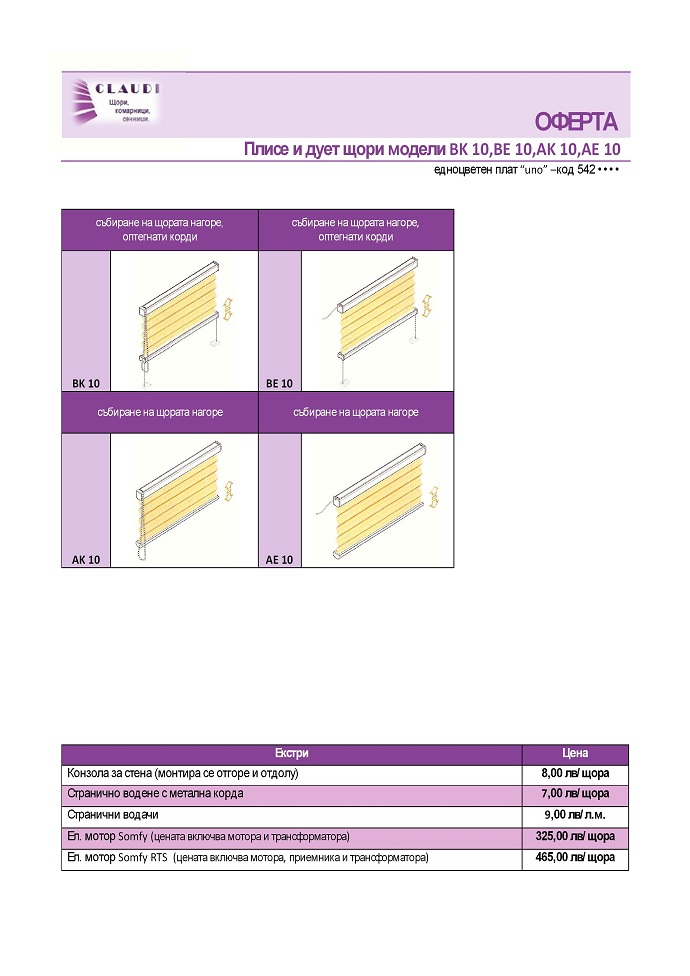 CLAUDI
Щори,
комарници,
сенници.
ОФЕРТА
Плисе и дует щори модели BK 10,BE 10,AK 10,AE 10
едноцветен плат “uno” –код 542 • • • •
събиране на щората нагоре,
оптегнати корди
събиране на щората нагоре,
оптегнати корди
BK 10
BE 10
събиране на щората нагоре
събиране на щората нагоре
AK 10
AE 10
Екстри Цена
Конзола за стена (монтира се отгоре и отдолу) 8,00 лв/ щора
Странично водене с метална корда 7,00 лв/ щора
Странични водачи 9,00 лв/ л.м.
Ел. мотор Somfy (цената включва мотора и трансформатора) 325,00 лв/ щора
Ел. мотор Somfy RTS (цената включва мотора, приемника и трансформатора) 465,00 лв/ щора